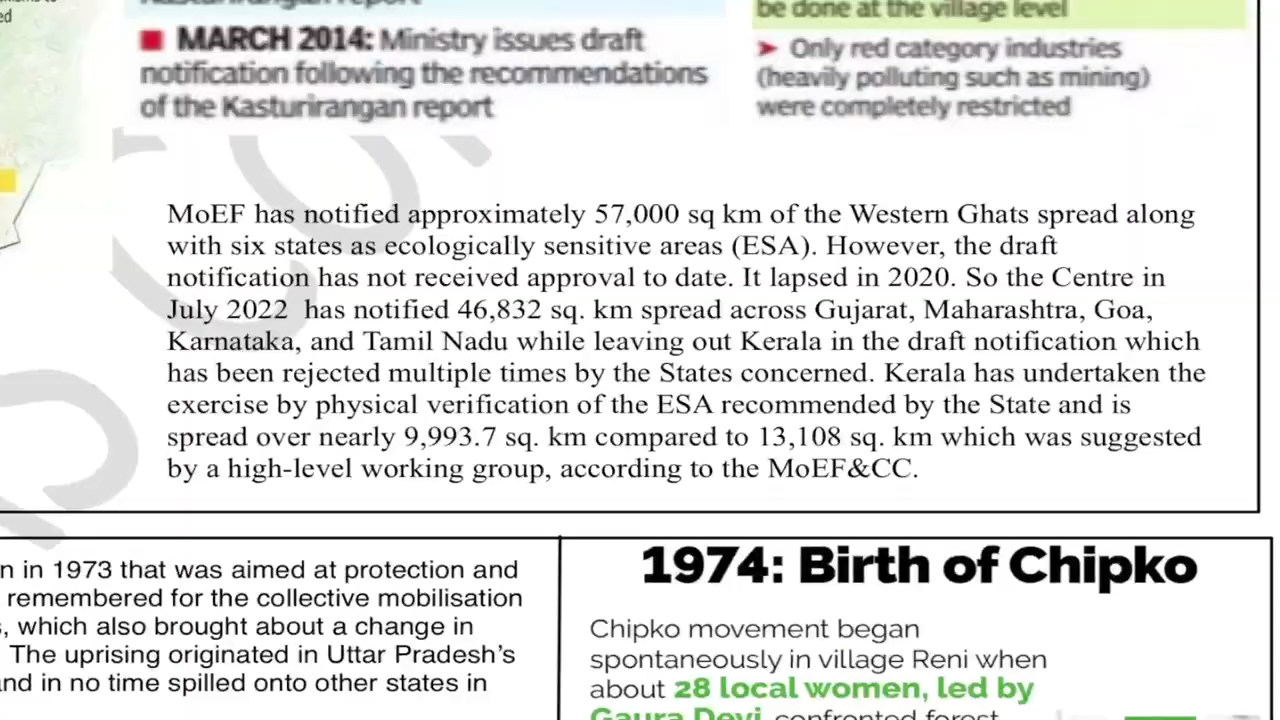 ed
Kasturirangan report
■ MARCH 2014: Ministry issues draft
notification following the recommendations
of the Kasturirangan report
be done at the village level
➤ Only red category industries
(heavily polluting such as mining)
were completely restricted
MoEF has notified approximately 57,000 sq km of the Western Ghats spread along
with six states as ecologically sensitive areas (ESA). However, the draft
notification has not received approval to date. It lapsed in 2020. So the Centre in
July 2022 has notified 46,832 sq. km spread across Gujarat, Maharashtra, Goa,
Karnataka, and Tamil Nadu while leaving out Kerala in the draft notification which
has been rejected multiple times by the States concerned. Kerala has undertaken the
exercise by physical verification of the ESA recommended by the State and is
spread over nearly 9,993.7 sq. km compared to 13,108 sq. km which was suggested
by a high-level working group, according to the MoEF&CC.
n in 1973 that was aimed at protection and
remembered for the collective mobilisation
, which also brought about a change in
The uprising originated in Uttar Pradesh's
and in no time spilled onto other states in
1974: Birth of Chipko
Chipko movement began
spontaneously in village Reni when
about 28 local women, led by
Gaura Devi, confronted forest